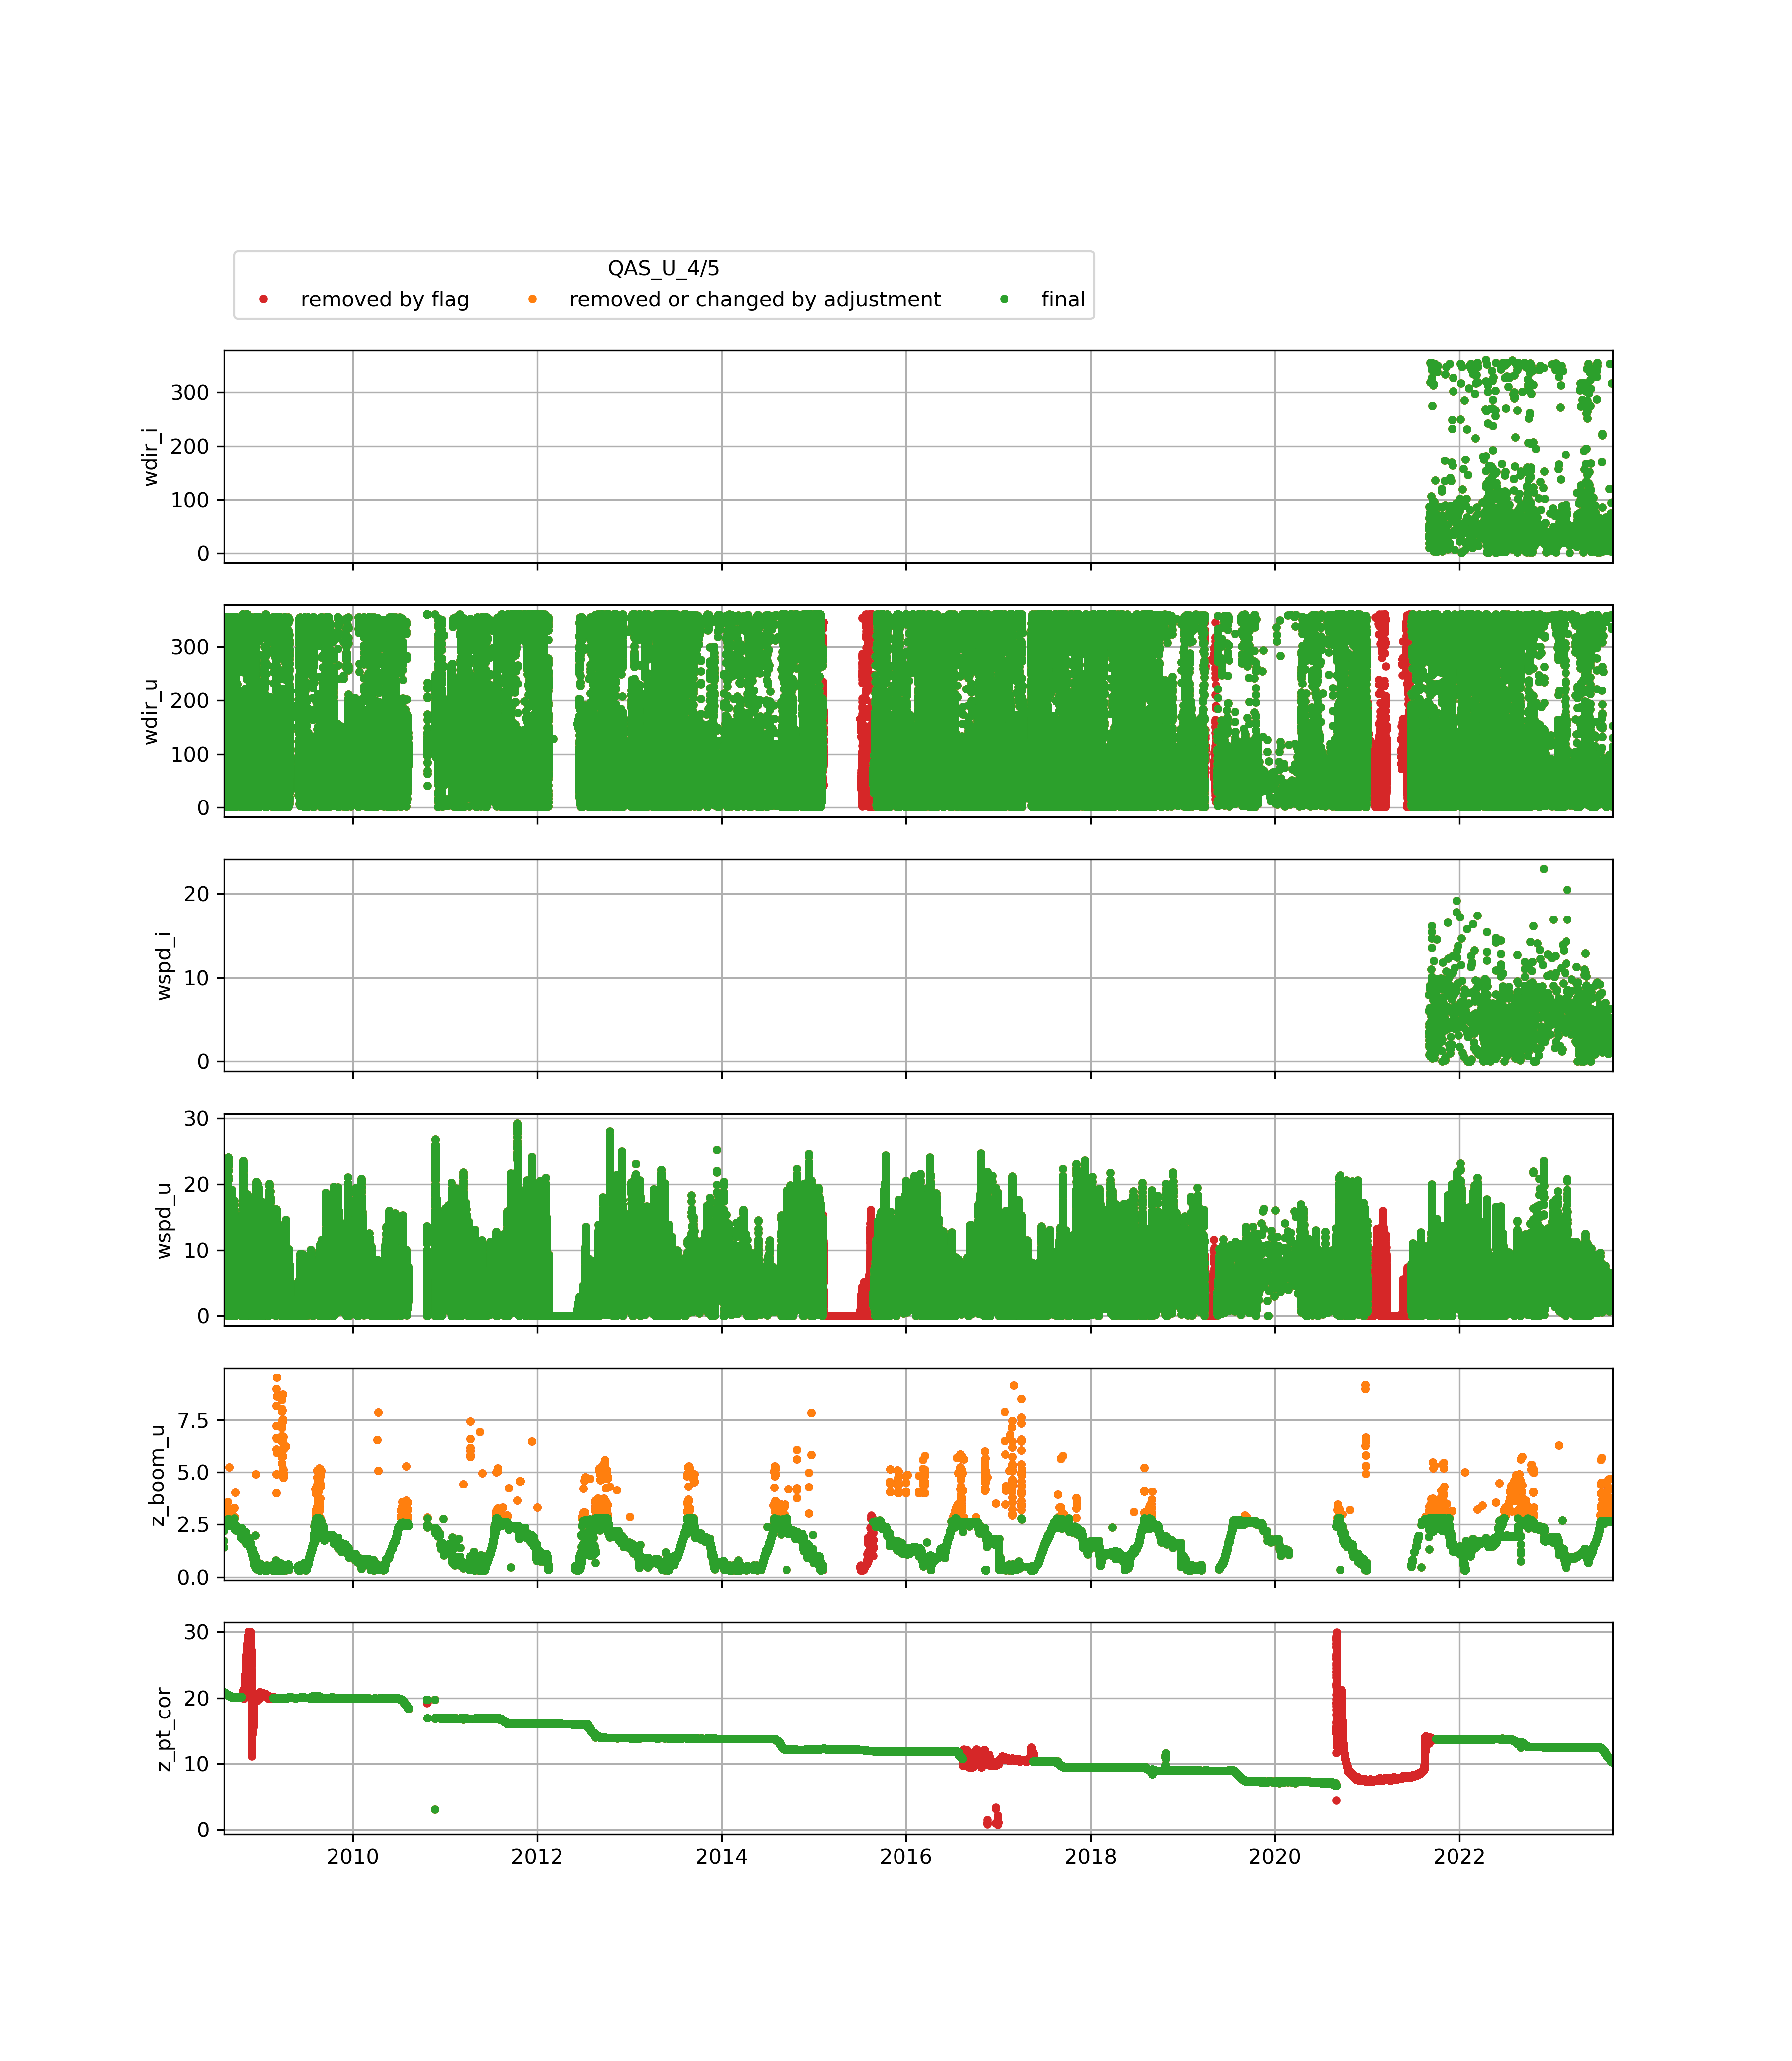 QAS_U_4/5
removed by flag removed or changed by adjustment final
wdir_i
300
200
100
0
wdir_u
300
200
100
0
wspd_i
20
10
0
wspd_u
30
20
10
0
z_boom_u
7.5
5.0
2.5
0.0
z_pt_cor
30
20
10
0
2010 2012 2014 2016 2018 2020 2022